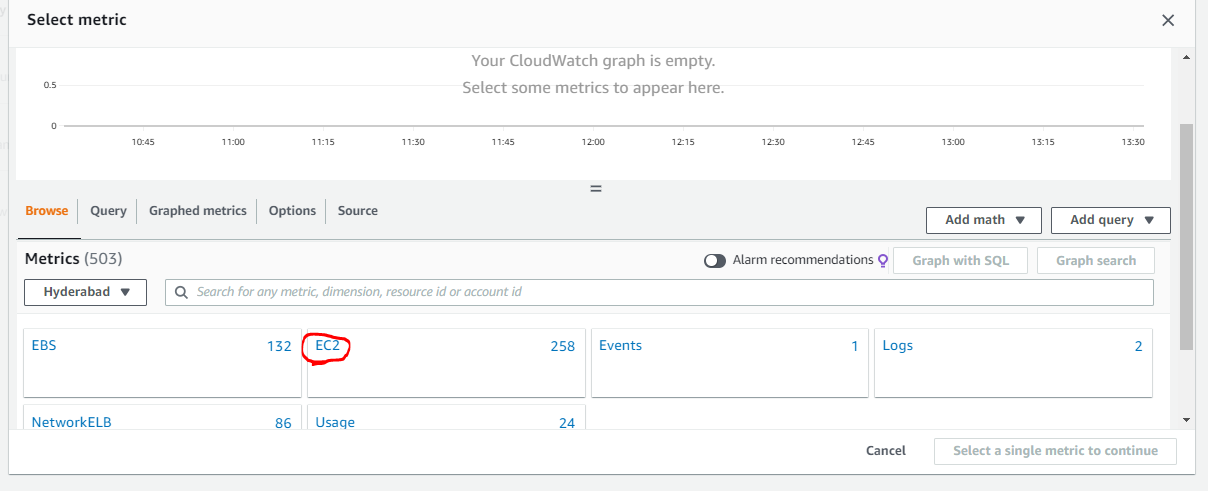 Select metric
Your CloudWatch graph is empty.
0.5
Select some metrics to appear here.
0
10:45 11:00 11:15 11:30 11:45 12:00 12:15 12:30 12:45 13:00 13:15 13:30
Browse Query Graphed metrics Options Source
Add math Add query
Metrics (503) Alarm recommendations Graph with SQL Graph search
Hyderabad Search for any metric, dimension, resource id or account id
EBS 132 EC2 258 Events 1 Logs 2
NetworkELB 86 Usage 24
Cancel Select a single metric to continue